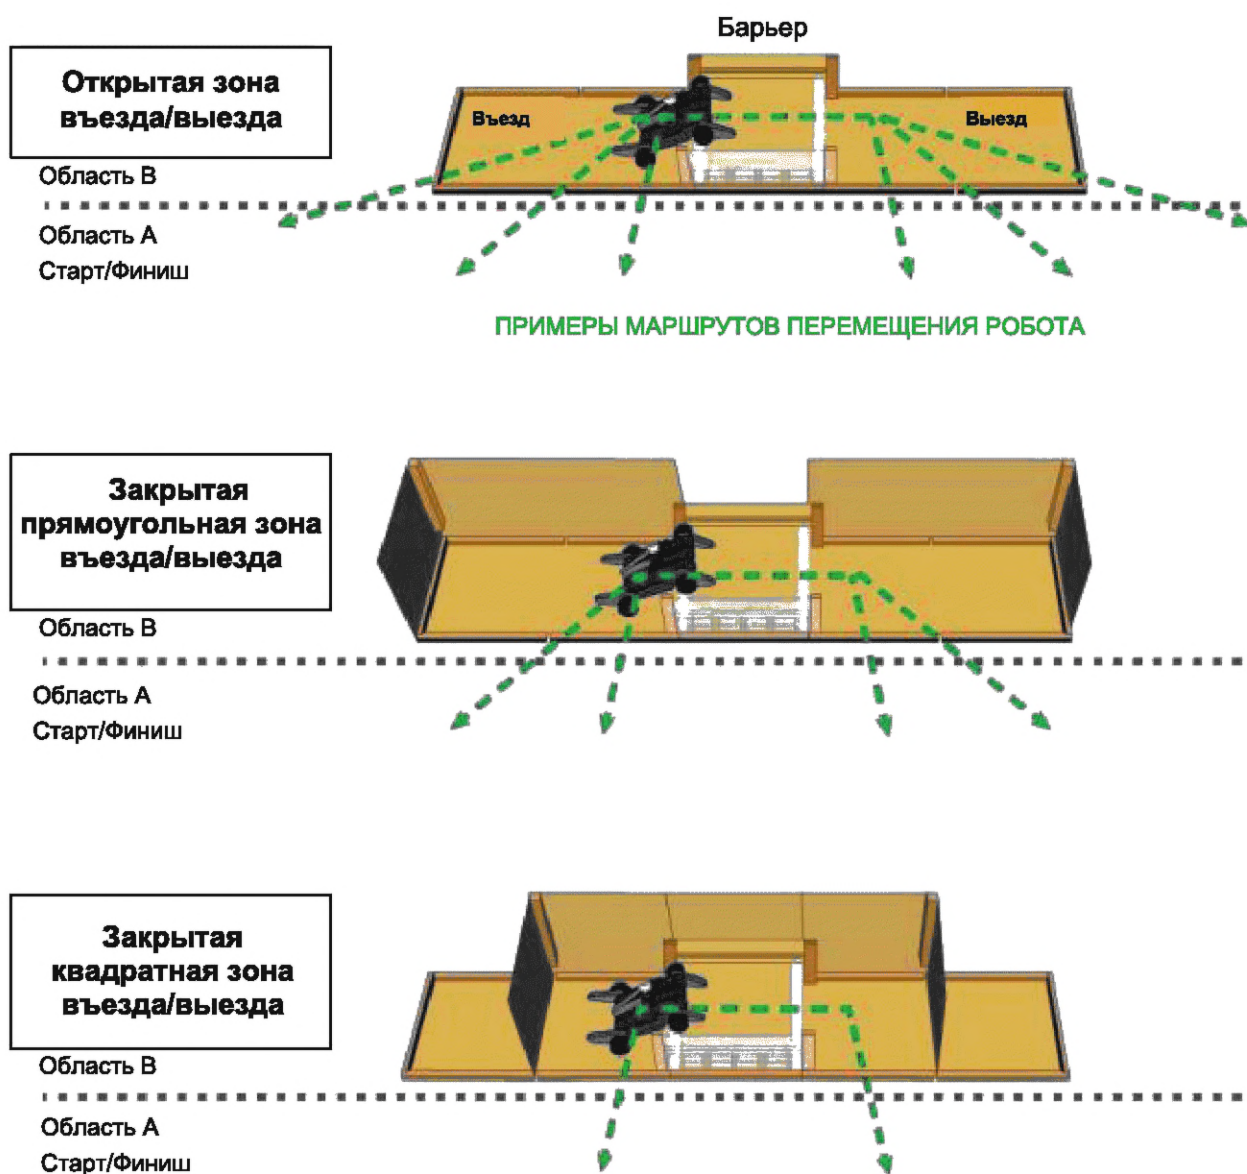 Барьер
Открытая зона
въезда/выезда
Въезд
Выезд
Область В
Область А
Старт/Финиш
ПРИМЕРЫ МАРШРУТОВ ПЕРЕМЕЩЕНИЯ РОБОТА
Закрытая
прямоугольная зона
въезда/выезда
Область В
Область А
Старт/Финиш
Закрытая
квадратная зона
въезда/выезда
Область В
Область А
Старт/Финиш